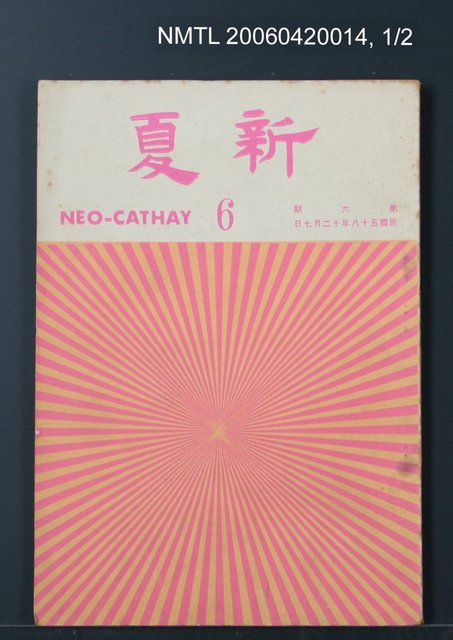 NMTL 20060420014, 1/2
新夏
NEO-CATHAY 6
第六期
民國五十八年十二月七日